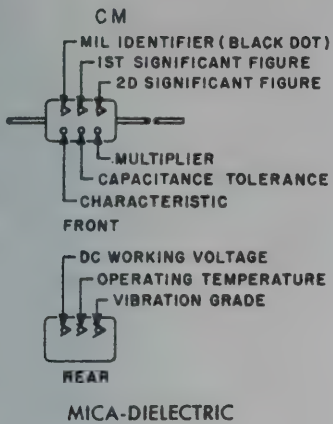 CM
MIL IDENTIFIER (BLACK DOT)
1ST SIGNIFICANT FIGURE
2D SIGNIFICANT FIGURE
MULTIPLIER
CAPACITANCE TOLERANCE
CHARACTERISTIC
FRONT
DC WORKING VOLTAGE
OPERATING TEMPERATURE
VIBRATION GRADE
REAR
MICA-DIELECTRIC